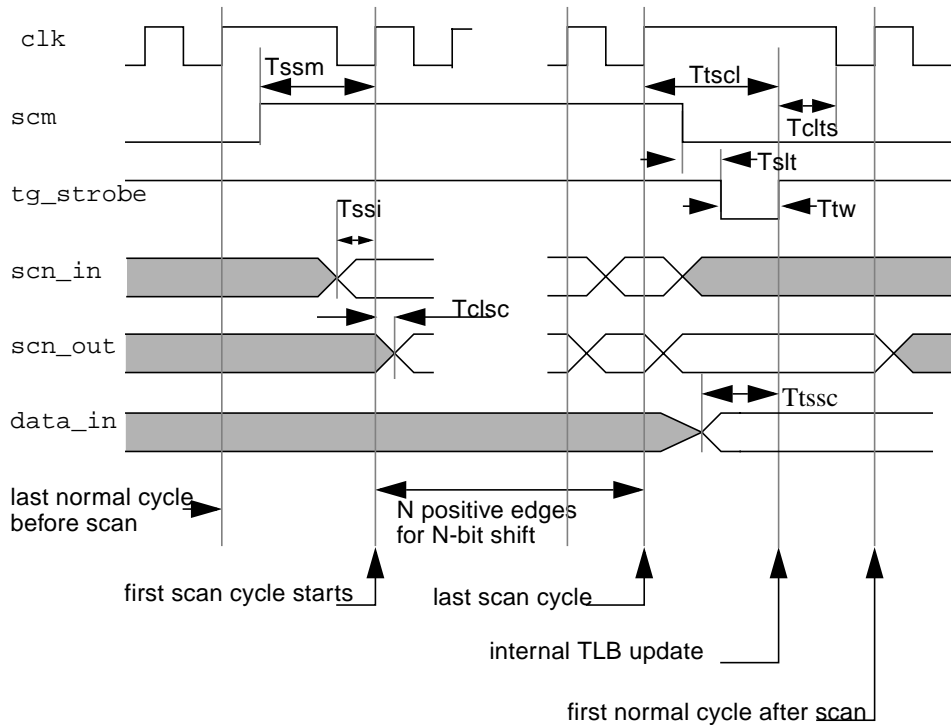 clk
Tssm
Ttscl
scm
Tclts
Tslt
tg_strobe
Tssi
Ttw
scn_in
Tclsc
scn_out
Ttssc
data_in
last normal cycle
before scan
N positive edges
for N-bit shift
first scan cycle starts
last scan cycle
internal TLB update
first normal cycle after scan